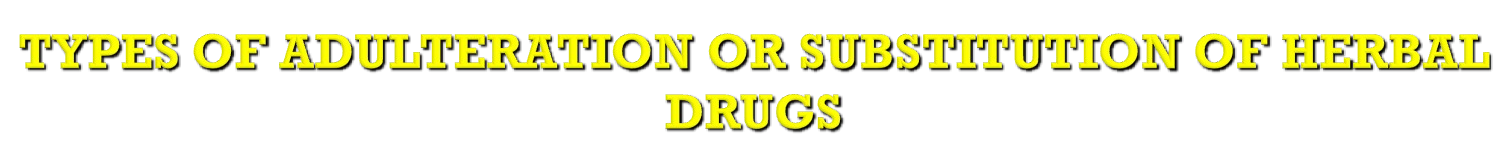 TYPES OF ADULTERATION OR SUBSTITUTION OF HERBAL
DRUGS